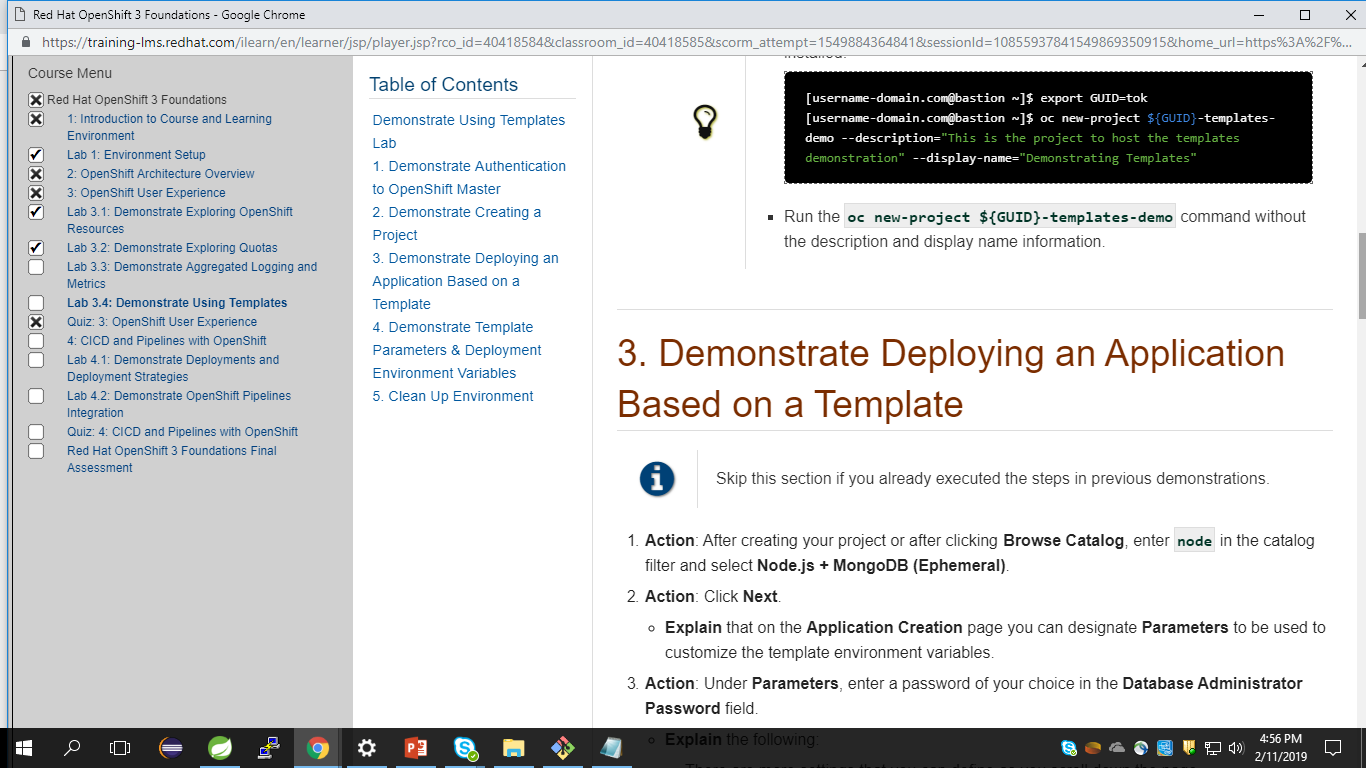 Red Hat OpenShift 3 Foundations - Google Chrome
https://training-lms.redhat.com/ilearn/en/learner/jsp/player.jsp?rco_id=40418584&classroom_id=40418585&scorm_attempt=1549884364841&sessionId=10855937841549869350915&home_url=https%3A%2F%...
Course Menu
Red Hat OpenShift 3 Foundations
1: Introduction to Course and Learning
Environment
Lab 1: Environment Setup
2: OpenShift Architecture Overview
3: OpenShift User Experience
Lab 3.1: Demonstrate Exploring OpenShift
Resources
Lab 3.2: Demonstrate Exploring Quotas
Lab 3.3: Demonstrate Aggregated Logging and
Metrics
Lab 3.4: Demonstrate Using Templates
Quiz: 3: OpenShift User Experience
4: CICD and Pipelines with OpenShift
Lab 4.1: Demonstrate Deployments and
Deployment Strategies
Lab 4.2: Demonstrate OpenShift Pipelines
Integration
Quiz: 4: CICD and Pipelines with OpenShift
Red Hat OpenShift 3 Foundations Final
Assessment
Table of Contents
Demonstrate Using Templates
Lab
1. Demonstrate Authentication
to OpenShift Master
2. Demonstrate Creating a
Project
3. Demonstrate Deploying an
Application Based on a
Template
4. Demonstrate Template
Parameters & Deployment
Environment Variables
5. Clean Up Environment
installed.
[username-domain.com@bastion ~]$ export GUID=tok
[username-domain.com@bastion ~]$ oc new-project ${GUID}-templates-
demo --description="This is the project to host the templates
demonstration" --display-name="Demonstrating Templates"
Run the oc new-project ${GUID}-templates-demo command without
the description and display name information.
3. Demonstrate Deploying an Application
Based on a Template
Skip this section if you already executed the steps in previous demonstrations.
1. Action: After creating your project or after clicking Browse Catalog, enter node in the catalog
filter and select Node.js + MongoDB (Ephemeral).
2. Action: Click Next.
Explain that on the Application Creation page you can designate Parameters to be used to
customize the template environment variables.
3. Action: Under Parameters, enter a password of your choice in the Database Administrator
Password field.
Explain the following:
4:56 PM
2/11/2019